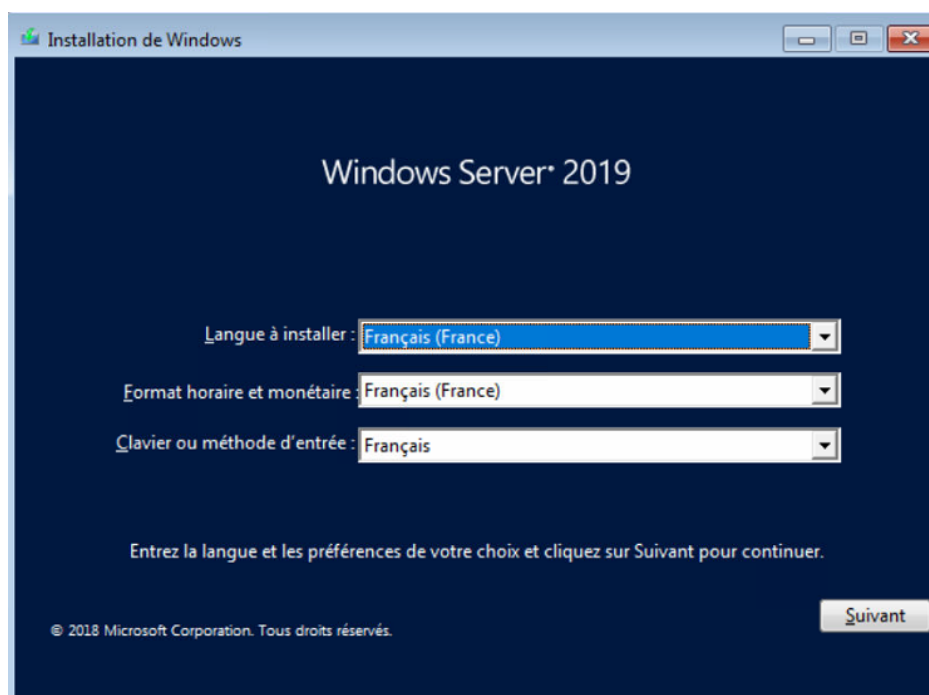 Installation de Windows
Windows Server® 2019
Langue à installer : Français (France)
Format horaire et monétaire : Français (France)
Clavier ou méthode d'entrée : Français
Entrez la langue et les préférences de votre choix et cliquez sur Suivant pour continuer.
Suivant
© 2018 Microsoft Corporation. Tous droits réservés.